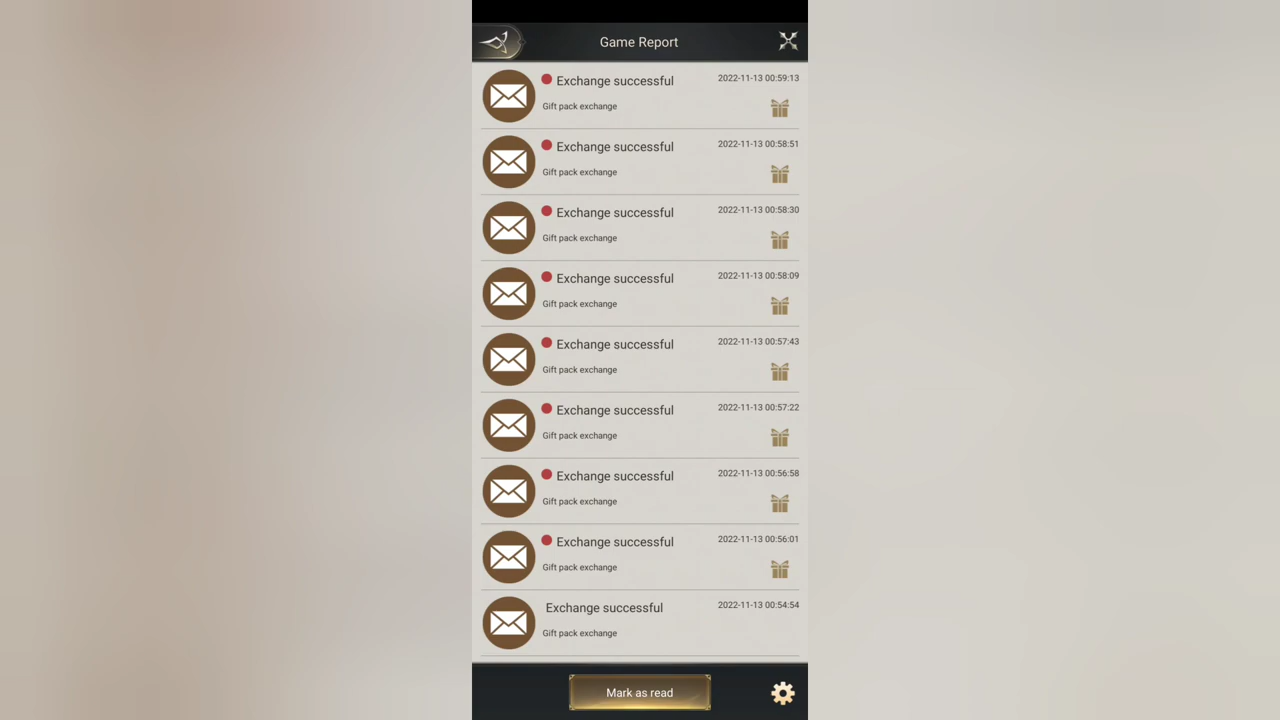 Game Report
Exchange successful 2022-11-13 00:59:13
Gift pack exchange
Exchange successful 2022-11-13 00:58:51
Gift pack exchange
Exchange successful 2022-11-13 00:58:30
Gift pack exchange
Exchange successful 2022-11-13 00:58:09
Gift pack exchange
Exchange successful 2022-11-13 00:57:43
Gift pack exchange
Exchange successful 2022-11-13 00:57:22
Gift pack exchange
Exchange successful 2022-11-13 00:56:58
Gift pack exchange
Exchange successful 2022-11-13 00:56:01
Gift pack exchange
Exchange successful 2022-11-13 00:54:54
Gift pack exchange
Mark as read